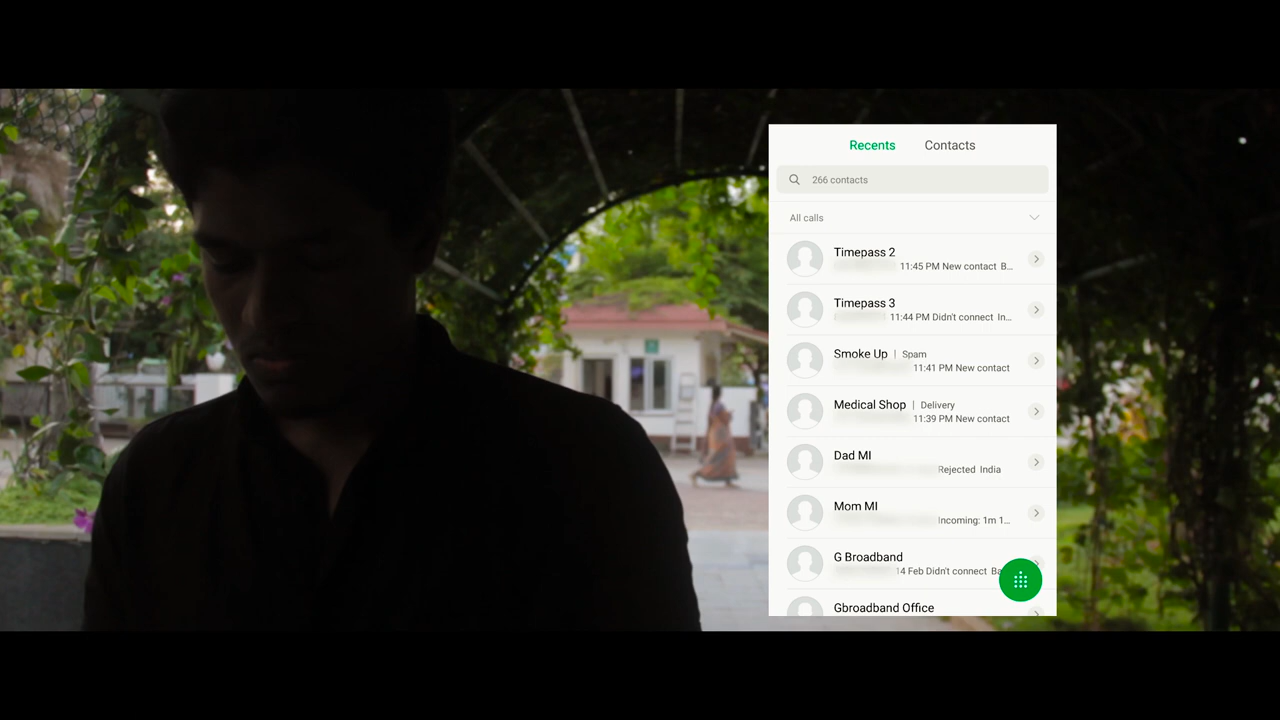 Recents Contacts
266 contacts
All calls
Timepass 2
11:45 PM New contact B...
Timepass 3
11:44 PM Didn't connect In...
Smoke Up | Spam
11:41 PM New contact
Medical Shop | Delivery
11:39 PM New contact
Dad MI
Rejected India
Mom MI
Incoming: 1m 1...
G Broadband
14 Feb Didn't connect Ba
Gbroadband Office